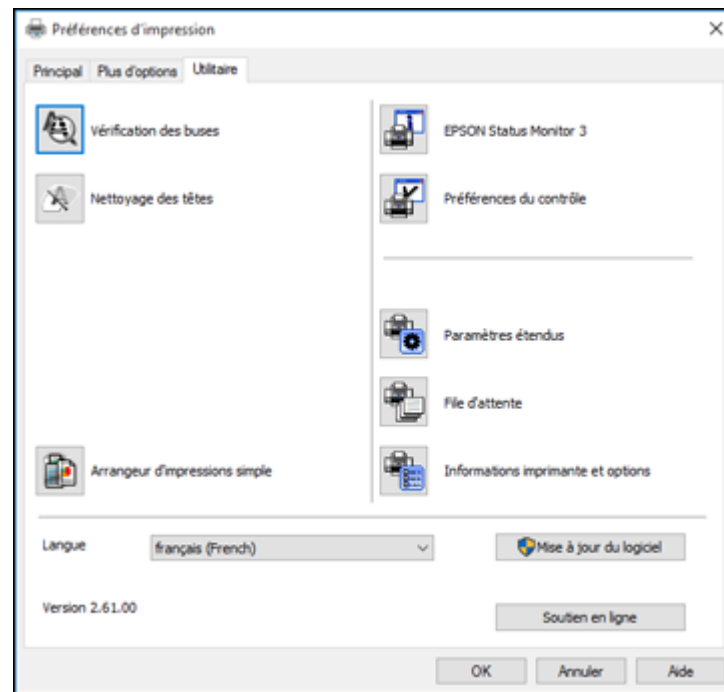 Préférences d'impression
Principal Plus d'options Utilitaire
Vérification des buses
EPSON Status Monitor 3
Nettoyage des têtes
Préférences du contrôle
Paramètres étendus
File d'attente
Arrangeur d'impressions simple
Informations imprimante et options
Langue
français (French)
Mise à jour du logiciel
Version 2.61.00
Soutien en ligne
OK Annuler Aide